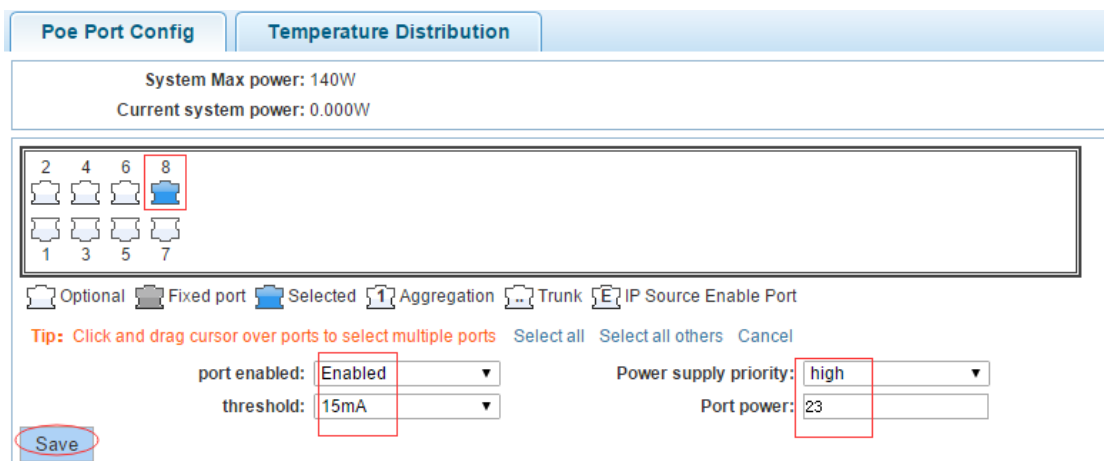 Poe Port Config Temperature Distribution
System Max power: 140W
Current system power: 0.000W
2 4 6 8
1 3 5 7
Optional Fixed port Selected 1 Aggregation .. Trunk E IP Source Enable Port
Tip: Click and drag cursor over ports to select multiple ports Select all Select all others Cancel
port enabled: Enabled Power supply priority: high
threshold: 15mA Port power: 23
Save